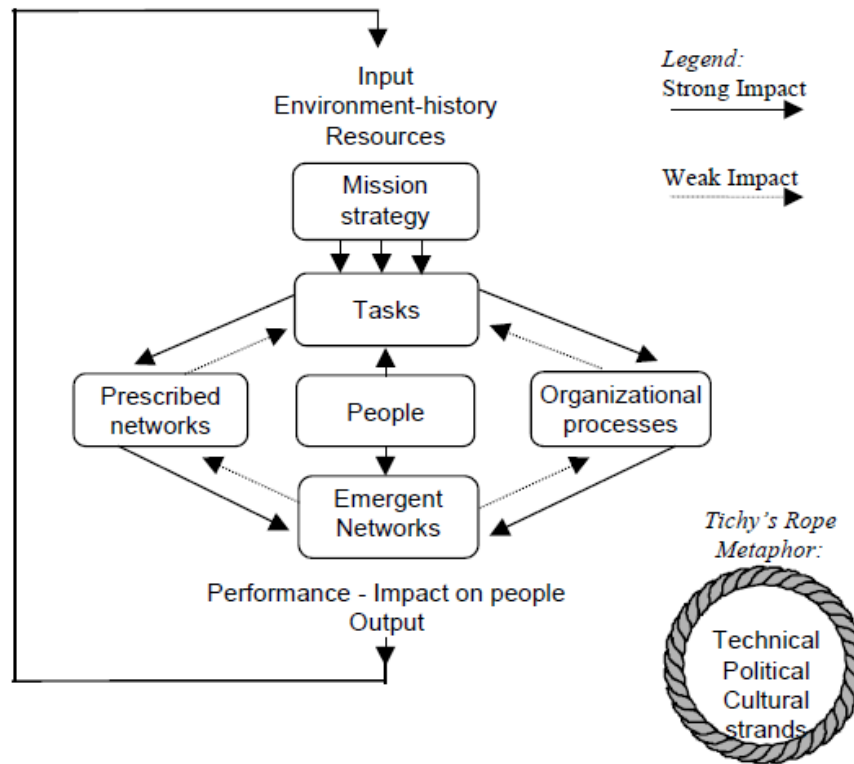 Input
Environment-history
Resources
Legend:
Strong Impact
Weak Impact
Mission
strategy
Tasks
Prescribed
networks
People
Organizational
processes
Emergent
Networks
Performance - Impact on people
Output
Tichy's Rope
Metaphor:
Technical
Political
Cultural
strands